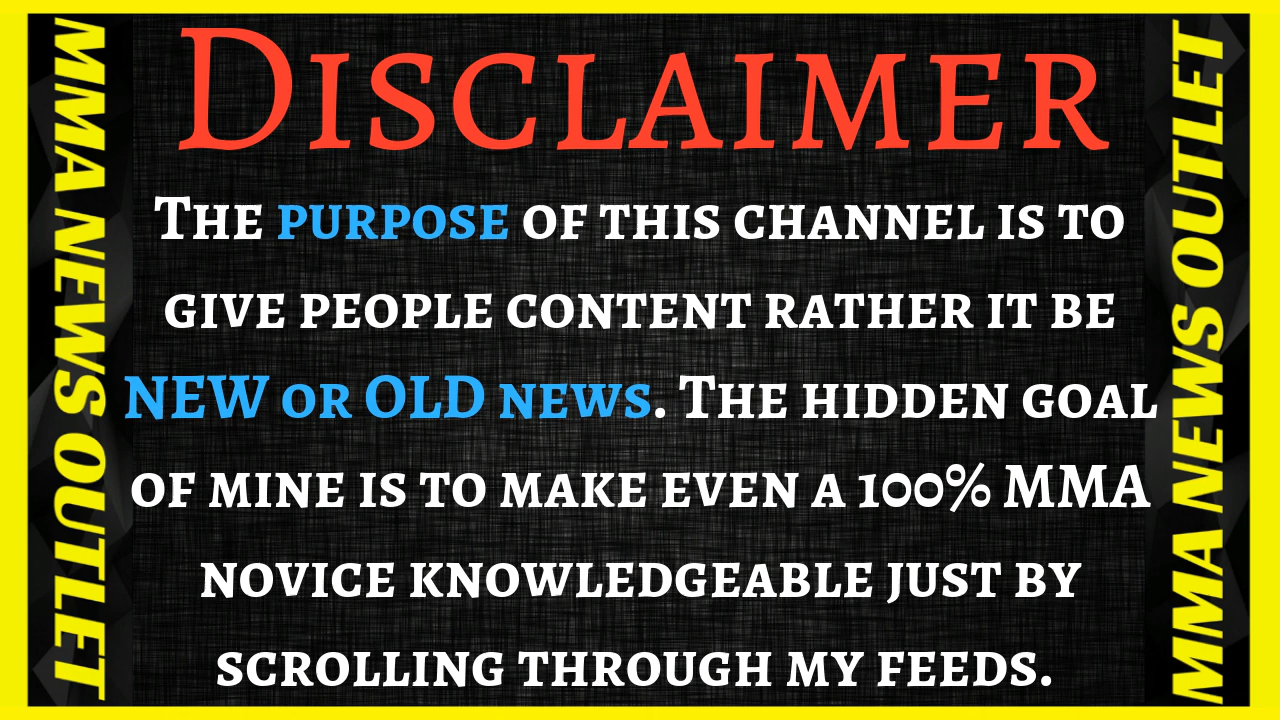 MMA NEWS OUTLET
DISCLAIMER
THE PURPOSE OF THIS CHANNEL IS TO
GIVE PEOPLE CONTENT RATHER IT BE
NEW OR OLD NEWS. THE HIDDEN GOAL
OF MINE IS TO MAKE EVEN A 100% MMA
NOVICE KNOWLEDGEABLE JUST BY
SCROLLING THROUGH MY FEEDS.
MMA NEWS OUTLET